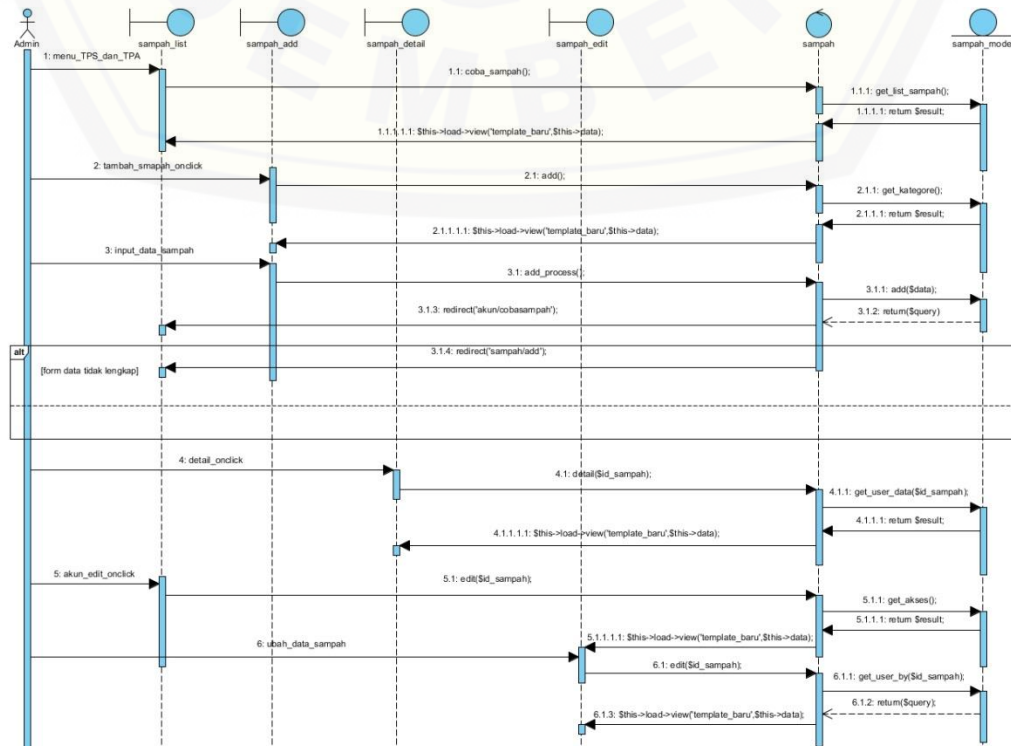 Admin
sampah_list
sampah_add
sampah_detail
sampah_edit
sampah
sampah_mode
1: menu_TPS_dan_TPA
1.1: coba_sampah();
1.1.1: get_list_sampah();
1.1.1.1: return $result;
1.1.1.1.1: $this->load->view('template_baru',$this->data);
2: tambah_smapah_onclick
2.1: add();
2.1.1: get_kategore();
2.1.1.1: return $result;
2.1.1.1.1: $this->load->view('template_baru',$this->data);
3: input_data_sampah
3.1: add_process();
3.1.1: add($data);
3.1.2: return($query)
3.1.3: redirect('akun/cobasampah');
alt
3.1.4: redirect('sampah/add');
[form data tidak lengkap]
4: detail_onclick
4.1: detail($id_sampah);
4.1.1: get_user_data($id_sampah);
4.1.1.1: return $result;
4.1.1.1.1: $this->load->view('template_baru',$this->data);
5: akun_edit_onclick
5.1: edit($id_sampah);
5.1.1: get_akses();
5.1.1.1: return $result;
5.1.1.1.1: $this->load->view('template_baru',$this->data);
6: ubah_data_sampah
6.1: edit($id_sampah);
6.1.1: get_user_by($id_sampah);
6.1.2: return($query);
6.1.3: $this->load->view('template_baru',$this->data);